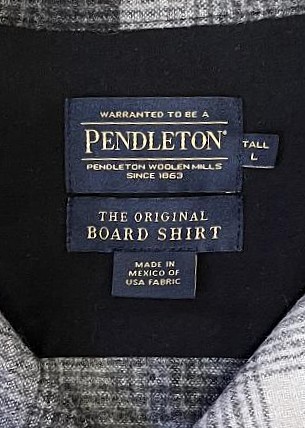 WARRANTED TO BE A
PENDLETON®
PENDLETON WOOLEN MILLS
SINCE 1863
TALL
L
THE ORIGINAL
BOARD SHIRT
MADE IN
MEXICO OF
USA FABRIC